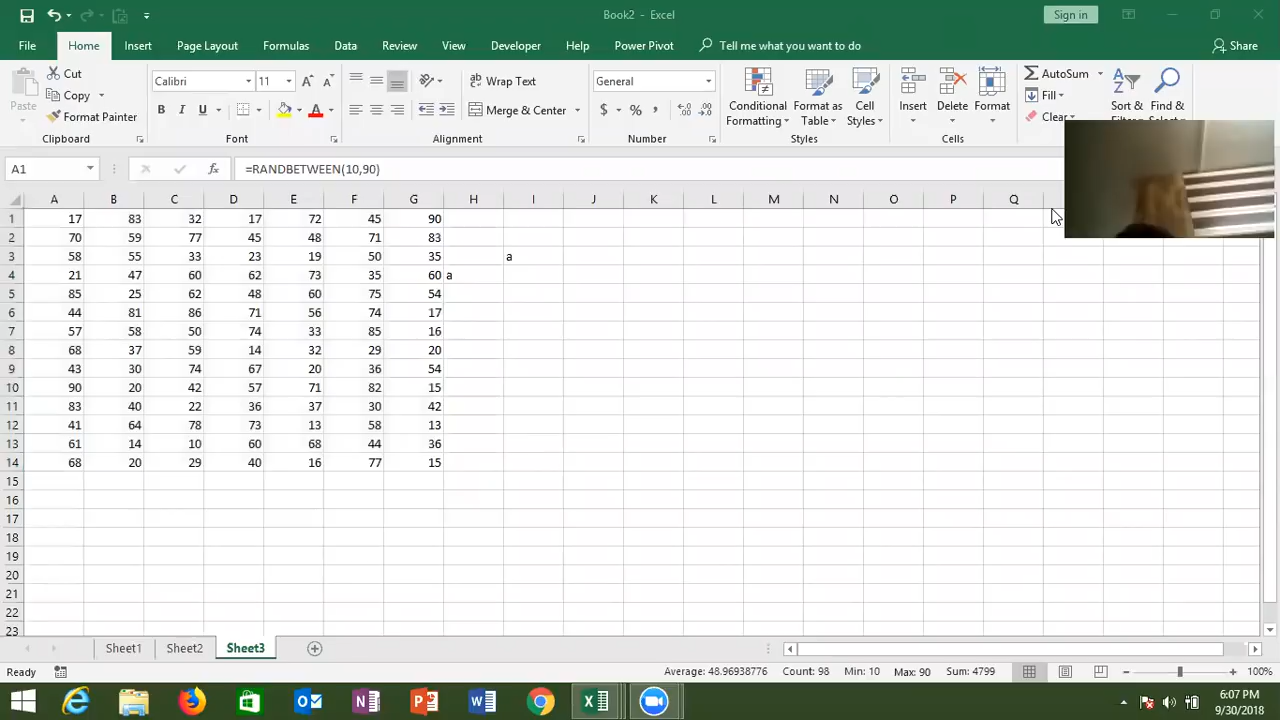 Book2 - Excel
Sign in
File Home Insert Page Layout Formulas Data Review View Developer Help Power Pivot Tell me what you want to do Share
Paste
Cut
Copy
Format Painter
Clipboard
Calibri 11
B I U
Font
Wrap Text
Merge & Center
Alignment
General
$ % ,
Number
Conditional Formatting
Format as Table
Cell Styles
Styles
Insert Delete Format
Cells
AutoSum
Fill
Clear
Sort &
Find &
A1 fx =RANDBETWEEN(10,90)
A B C D E F G H I J K L M N O P Q
1 17 83 32 17 72 45 90
2 70 59 77 45 48 71 83
3 58 55 33 23 19 50 35 a
4 21 47 60 62 73 35 60 a
5 85 25 62 48 60 75 54
6 44 81 86 71 56 74 17
7 57 58 50 74 33 85 16
8 68 37 59 14 32 29 20
9 43 30 74 67 20 36 54
10 90 20 42 57 71 82 15
11 83 40 22 36 37 30 42
12 41 64 78 73 13 58 13
13 61 14 10 60 68 44 36
14 68 20 29 40 16 77 15
15
16
17
18
19
20
21
22
23
Sheet1 Sheet2 Sheet3
Ready Average: 48.96938776 Count: 98 Min: 10 Max: 90 Sum: 4799 100%
6:07 PM
9/30/2018